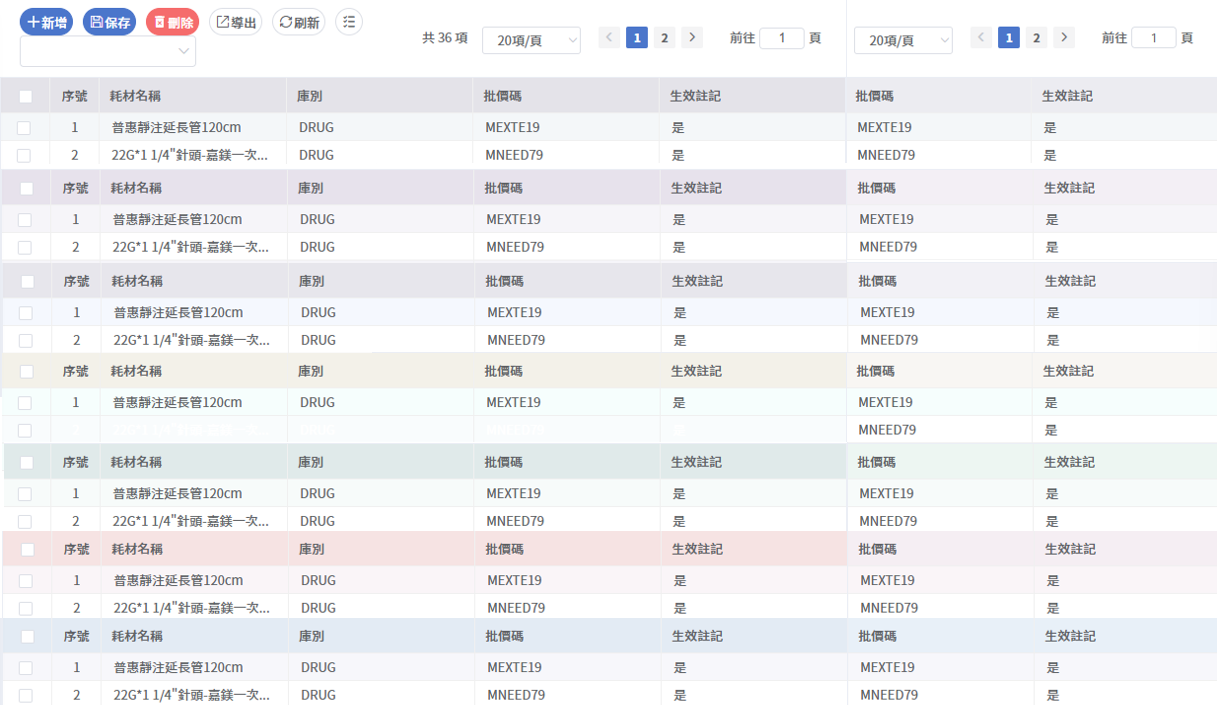 新增 保存 刪除 導出 刷新
共 36 項 20項/頁 1 2 前往 1 頁 20項/頁 1 2 前往 1 頁
序號 耗材名稱 庫別 批價碼 生效註記 批價碼 生效註記
1 普惠靜注延長管120cm DRUG MEXTE19 是 MEXTE19 是
2 22G*1 1/4"針頭-嘉鎂一次... DRUG MNEED79 是 MNEED79 是
序號 耗材名稱 庫別 批價碼 生效註記 批價碼 生效註記
1 普惠靜注延長管120cm DRUG MEXTE19 是 MEXTE19 是
2 22G*1 1/4"針頭-嘉鎂一次... DRUG MNEED79 是 MNEED79 是
序號 耗材名稱 庫別 批價碼 生效註記 批價碼 生效註記
1 普惠靜注延長管120cm DRUG MEXTE19 是 MEXTE19 是
2 22G*1 1/4"針頭-嘉鎂一次... DRUG MNEED79 是 MNEED79 是
序號 耗材名稱 庫別 批價碼 生效註記 批價碼 生效註記
1 普惠靜注延長管120cm DRUG MEXTE19 是 MEXTE19 是
MNEED79 是
序號 耗材名稱 庫別 批價碼 生效註記 批價碼 生效註記
1 普惠靜注延長管120cm DRUG MEXTE19 是 MEXTE19 是
2 22G*1 1/4"針頭-嘉鎂一次... DRUG MNEED79 是 MNEED79 是
序號 耗材名稱 庫別 批價碼 生效註記 批價碼 生效註記
1 普惠靜注延長管120cm DRUG MEXTE19 是 MEXTE19 是
2 22G*1 1/4"針頭-嘉鎂一次... DRUG MNEED79 是 MNEED79 是
序號 耗材名稱 庫別 批價碼 生效註記 批價碼 生效註記
1 普惠靜注延長管120cm DRUG MEXTE19 是 MEXTE19 是
2 22G*1 1/4"針頭-嘉鎂一次... DRUG MNEED79 是 MNEED79 是